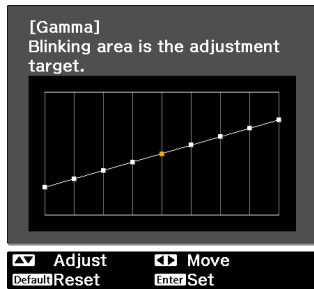 [Gamma]
Blinking area is the adjustment
target.
Adjust Move
Default Reset Enter Set